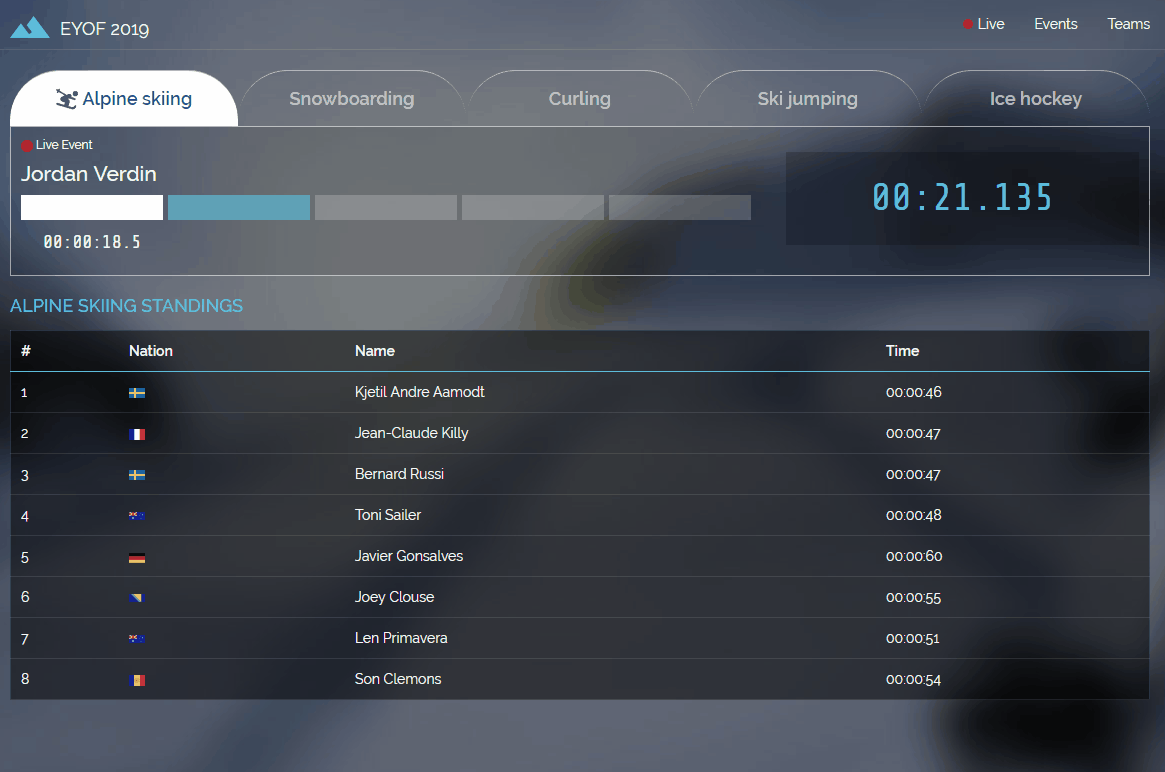 EYOF 2019
Live Events Teams
Alpine skiing Snowboarding Curling Ski jumping Ice hockey
Live Event
Jordan Verdin
00:21.135
00:00:18.5
ALPINE SKIING STANDINGS
# Nation Name Time
1 Kjetil Andre Aamodt 00:00:46
2 Jean-Claude Killy 00:00:47
3 Bernard Russi 00:00:47
4 Toni Sailer 00:00:48
5 Javier Gonsalves 00:00:60
6 Joey Clouse 00:00:55
7 Len Primavera 00:00:51
8 Son Clemons 00:00:54